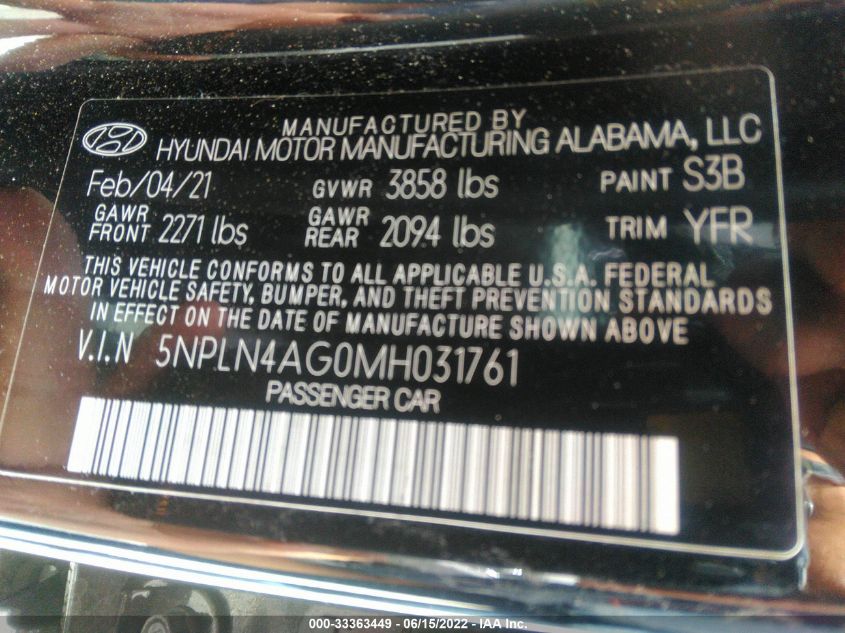 MANUFACTURED BY
HYUNDAI MOTOR MANUFACTURING ALABAMA, LLC
Feb/04/21 GVWR 3858 lbs PAINT S3B
GAWR FRONT 2271 lbs GAWR REAR 2094 lbs TRIM YFR
THIS VEHICLE CONFORMS TO ALL APPLICABLE U.S.A. FEDERAL
MOTOR VEHICLE SAFETY, BUMPER, AND THEFT PREVENTION STANDARDS
IN EFFECT ON THE DATE OF MANUFACTURE SHOWN ABOVE
V.I.N 5NPLN4AG0MH031761
PASSENGER CAR
000-33363449 - 06/15/2022 - IAA Inc.